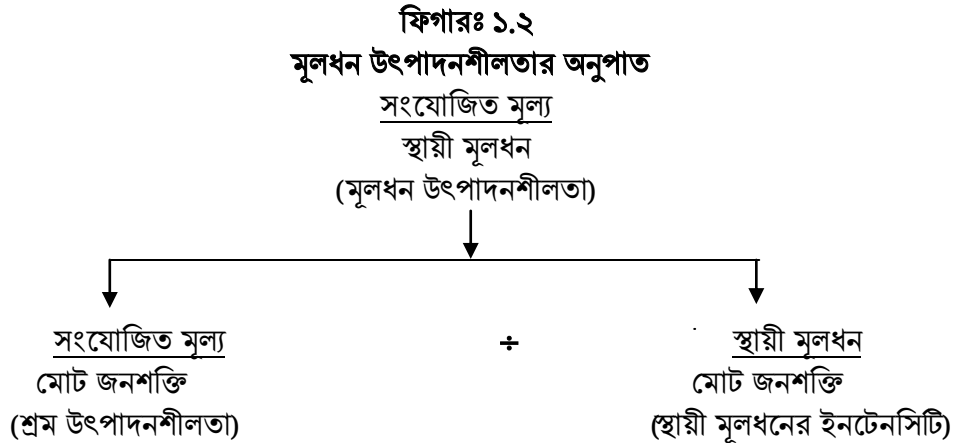 ফিগারঃ ১.২
মূলধন উৎপাদনশীলতার অনুপাত
সংযোজিত মূল্য
স্থায়ী মূলধন
(মূলধন উৎপাদনশীলতা)
সংযোজিত মূল্য ÷ স্থায়ী মূলধন
মোট জনশক্তি মোট জনশক্তি
(শ্রম উৎপাদনশীলতা) (স্থায়ী মূলধনের ইনটেনসিটি)